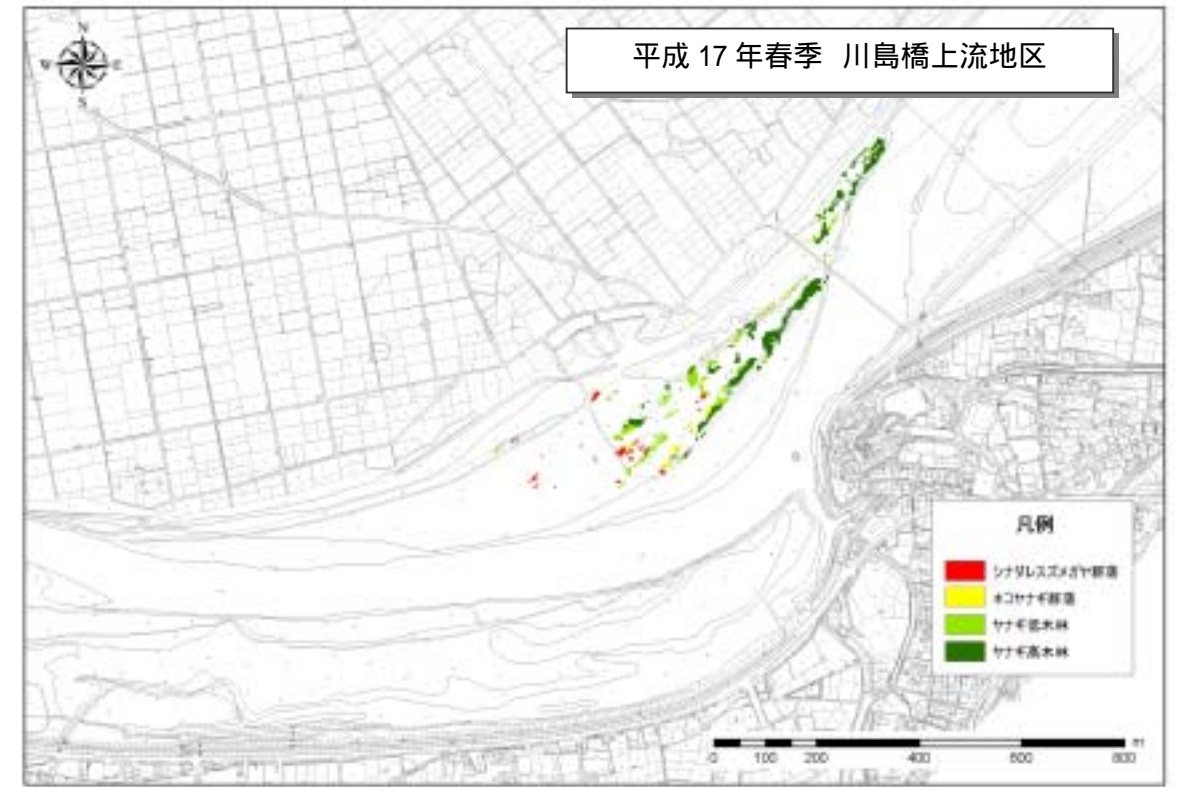 N
W E
S
平成 17 年春季 川島橋上流地区
凡例
シナダレスズメガヤ群落
ネコヤナギ群落
ヤナギ低木林
ヤナギ高木林
0 100 200 400 600 800 m